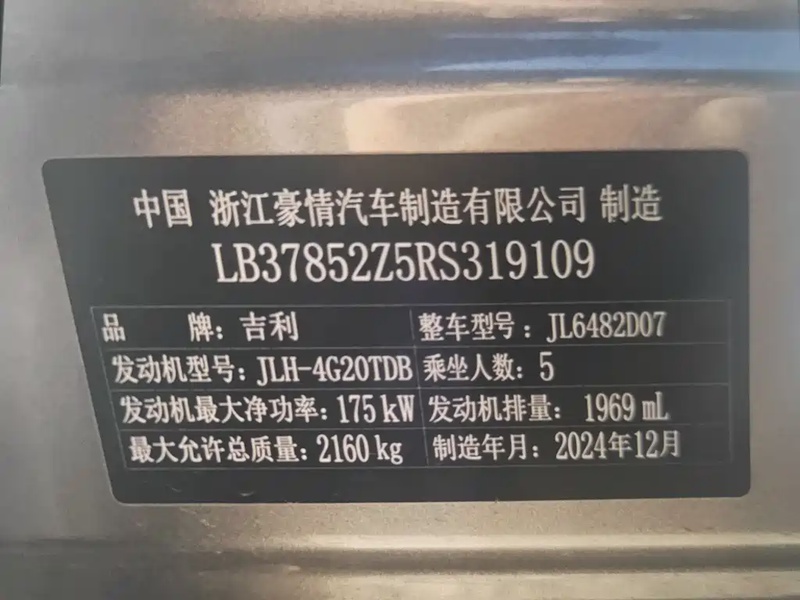 中国 浙江豪情汽车制造有限公司 制造
LB37852Z5RS319109
品 牌：吉利 整车型号：JL6482D07
发动机型号：JLH-4G20TDB 乘坐人数：5
发动机最大净功率：175 kW 发动机排量：1969 mL
最大允许总质量：2160 kg 制造年月：2024年12月